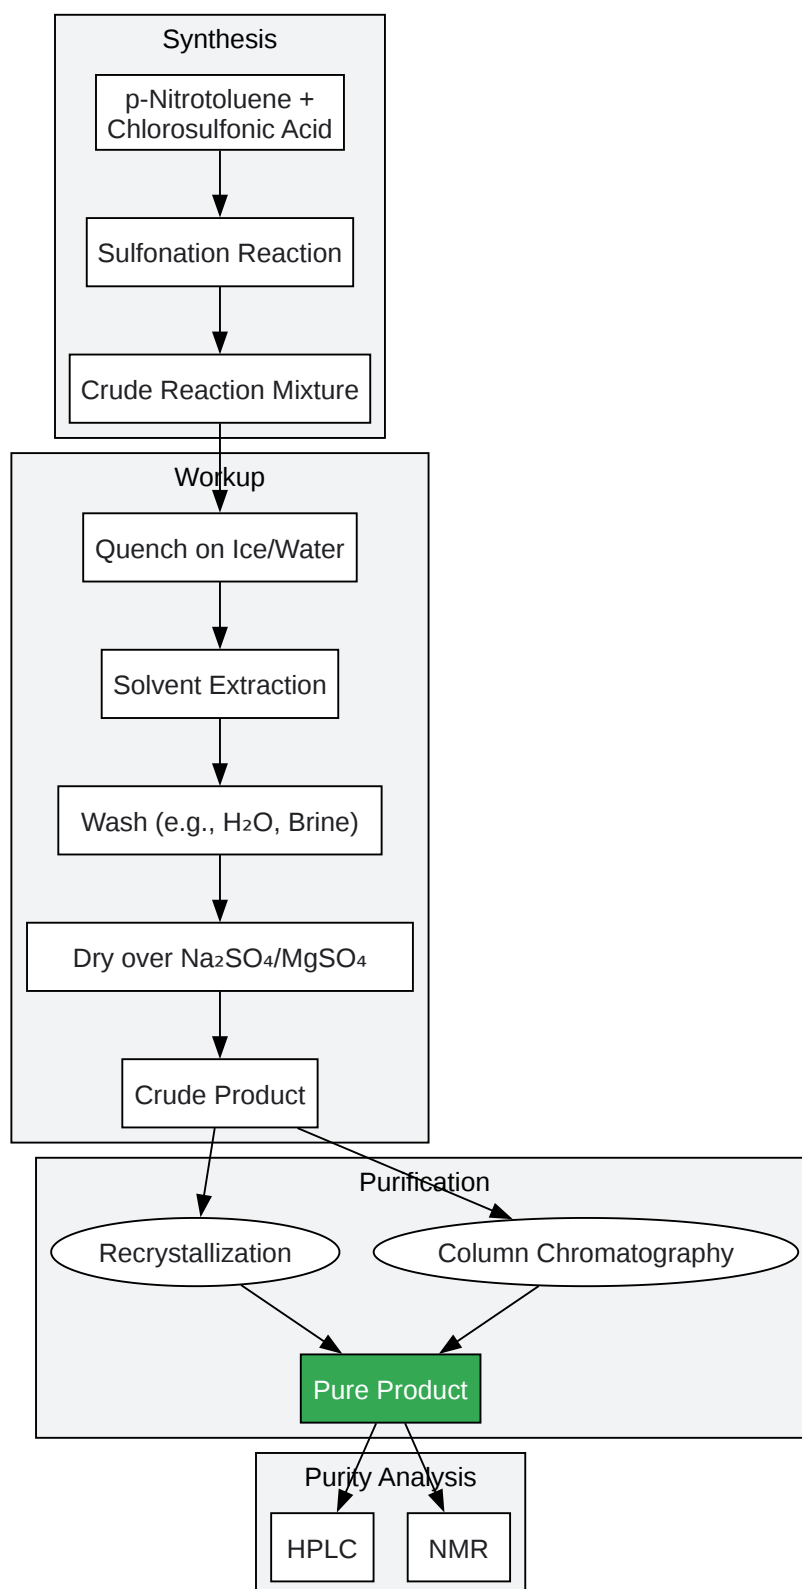 Synthesis
p-Nitrotoluene +
Chlorosulfonic Acid
Sulfonation Reaction
Crude Reaction Mixture
Workup
Quench on Ice/Water
Solvent Extraction
Wash (e.g., H₂O, Brine)
Dry over Na₂SO₄/MgSO₄
Crude Product
Purification
Recrystallization
Column Chromatography
Pure Product
Purity Analysis
HPLC
NMR